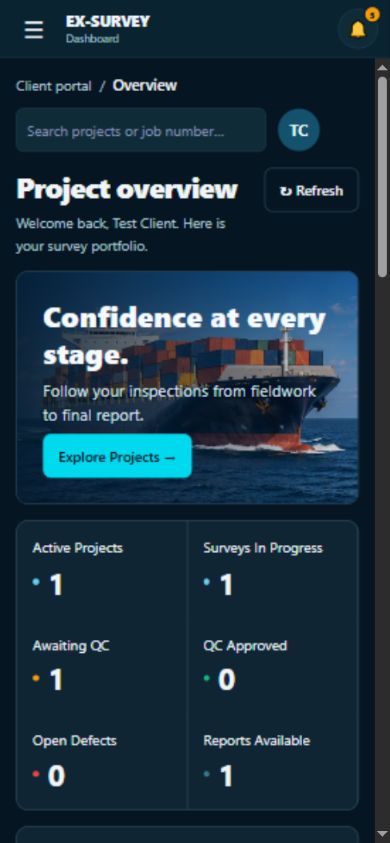 ☰ EX-SURVEY
Dashboard
🔔 5
Client portal / Overview
Search projects or job number...
TC
Project overview
↻ Refresh
Welcome back, Test Client. Here is
your survey portfolio.
Confidence at every
stage.
Follow your inspections from fieldwork
to final report.
Explore Projects →
Active Projects
1
Surveys In Progress
1
Awaiting QC
1
QC Approved
0
Open Defects
0
Reports Available
1